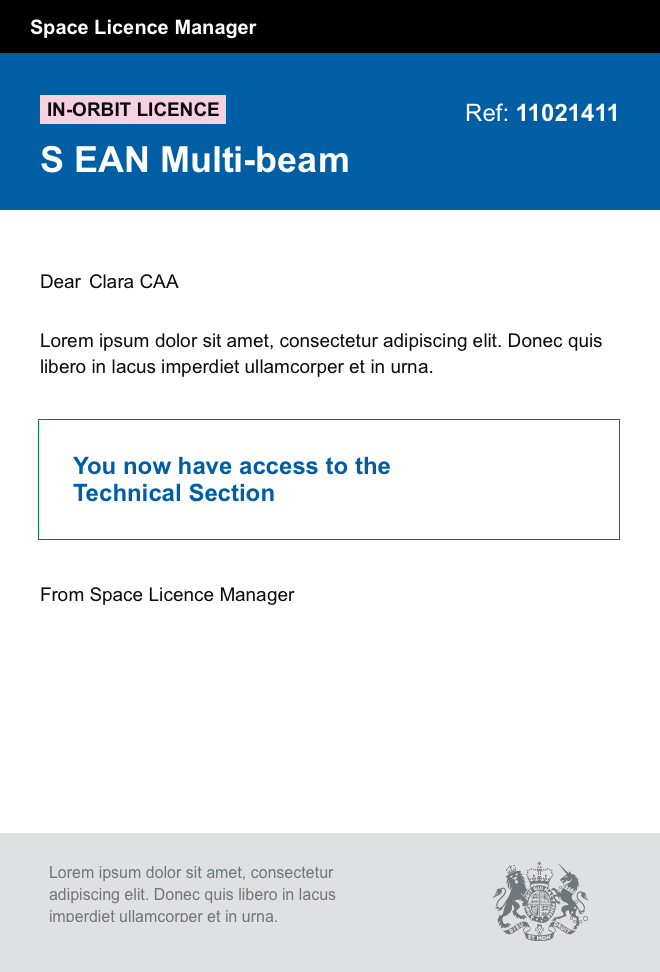 Space Licence Manager
IN-ORBIT LICENCE
Ref: 11021411
S EAN Multi-beam
Dear Clara CAA
Lorem ipsum dolor sit amet, consectetur adipiscing elit. Donec quis
libero in lacus imperdiet ullamcorper et in urna.
You now have access to the
Technical Section
From Space Licence Manager
Lorem ipsum dolor sit amet, consectetur
adipiscing elit. Donec quis libero in lacus
imperdiet ullamcorper et in urna.